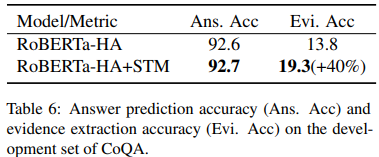 Model/Metric Ans. Acc Evi. Acc
RoBERTa-HA 92.6 13.8
RoBERTa-HA+STM 92.7 19.3(+40%)
Table 6: Answer prediction accuracy (Ans. Acc) and
evidence extraction accuracy (Evi. Acc) on the devel-
opment set of CoQA.